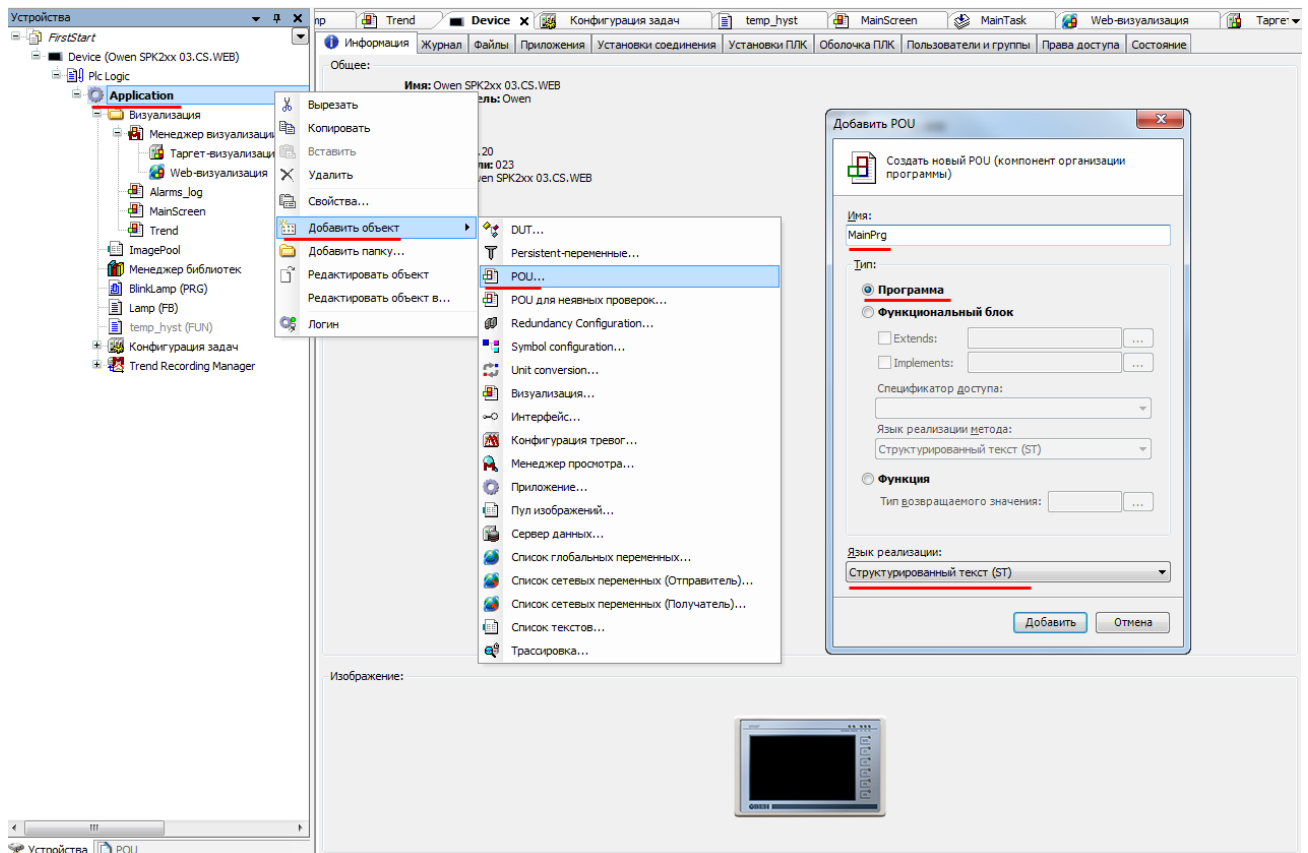 Устройства
FirstStart
Device (Owen SPK2xx 03.CS.WEB)
Plc Logic
Application
Визуализация
Менеджер визуализации
Таргет-визуализаци
Web-визуализация
Alarms_log
MainScreen
Trend
ImagePool
Менеджер библиотек
BlinkLamp (PRG)
Lamp (FB)
temp_hyst (FUN)
Конфигурация задач
Trend Recording Manager
Устройства
POU
Trend
Device
Конфигурация задач
temp_hyst
MainScreen
MainTask
Web-визуализация
Тарге
Информация
Журнал
Файлы
Приложения
Установки соединения
Установки ПЛК
Оболочка ПЛК
Пользователи и группы
Права доступа
Состояние
Общее:
Имя: Owen SPK2xx 03.CS.WEB
ель: Owen
.20
ли: 023
en SPK2xx 03.CS.WEB
Вырезать
Копировать
Вставить
Удалить
Свойства...
Добавить объект
Добавить папку...
Редактировать объект
Редактировать объект в...
Логин
DUT...
Persistent-переменные...
POU...
POU для неявных проверок...
Redundancy Configuration...
Symbol configuration...
Unit conversion...
Визуализация...
Интерфейс...
Конфигурация тревог...
Менеджер просмотра...
Приложение...
Пул изображений...
Сервер данных...
Список глобальных переменных...
Список сетевых переменных (Отправитель)...
Список сетевых переменных (Получатель)...
Список текстов...
Трассировка...
Добавить POU
Создать новый POU (компонент организации
программы)
Имя:
MainPrg
Тип:
Программа
Функциональный блок
Extends:
...
Implements:
...
Спецификатор доступа:
Язык реализации метода:
Структурированный текст (ST)
Функция
Тип возвращаемого значения:
...
Язык реализации:
Структурированный текст (ST)
Добавить
Отмена
Изображение: